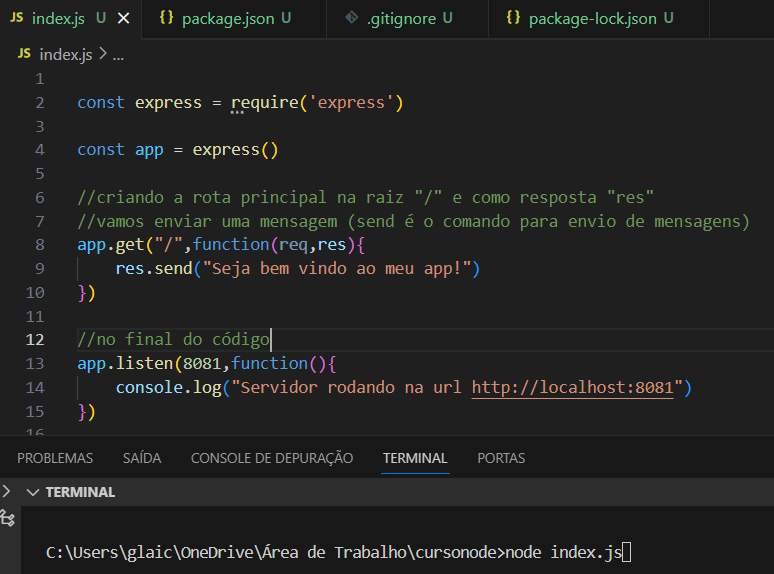 JS index.js U ×
{} package.json U
.gitignore U
{} package-lock.json U
JS index.js > ...
1
2 const express = require('express')
3
4 const app = express()
5
6 //criando a rota principal na raiz "/" e como resposta "res"
7 //vamos enviar uma mensagem (send é o comando para envio de mensagens)
8 app.get("/",function(req,res){
9 res.send("Seja bem vindo ao meu app!")
10 })
11
12 //no final do código
13 app.listen(8081,function(){
14 console.log("Servidor rodando na url http://localhost:8081")
15 })
16
PROBLEMAS SAÍDA CONSOLE DE DEPURAÇÃO TERMINAL PORTAS
TERMINAL
C:\Users\glaic\OneDrive\Área de Trabalho\cursonode>node index.js